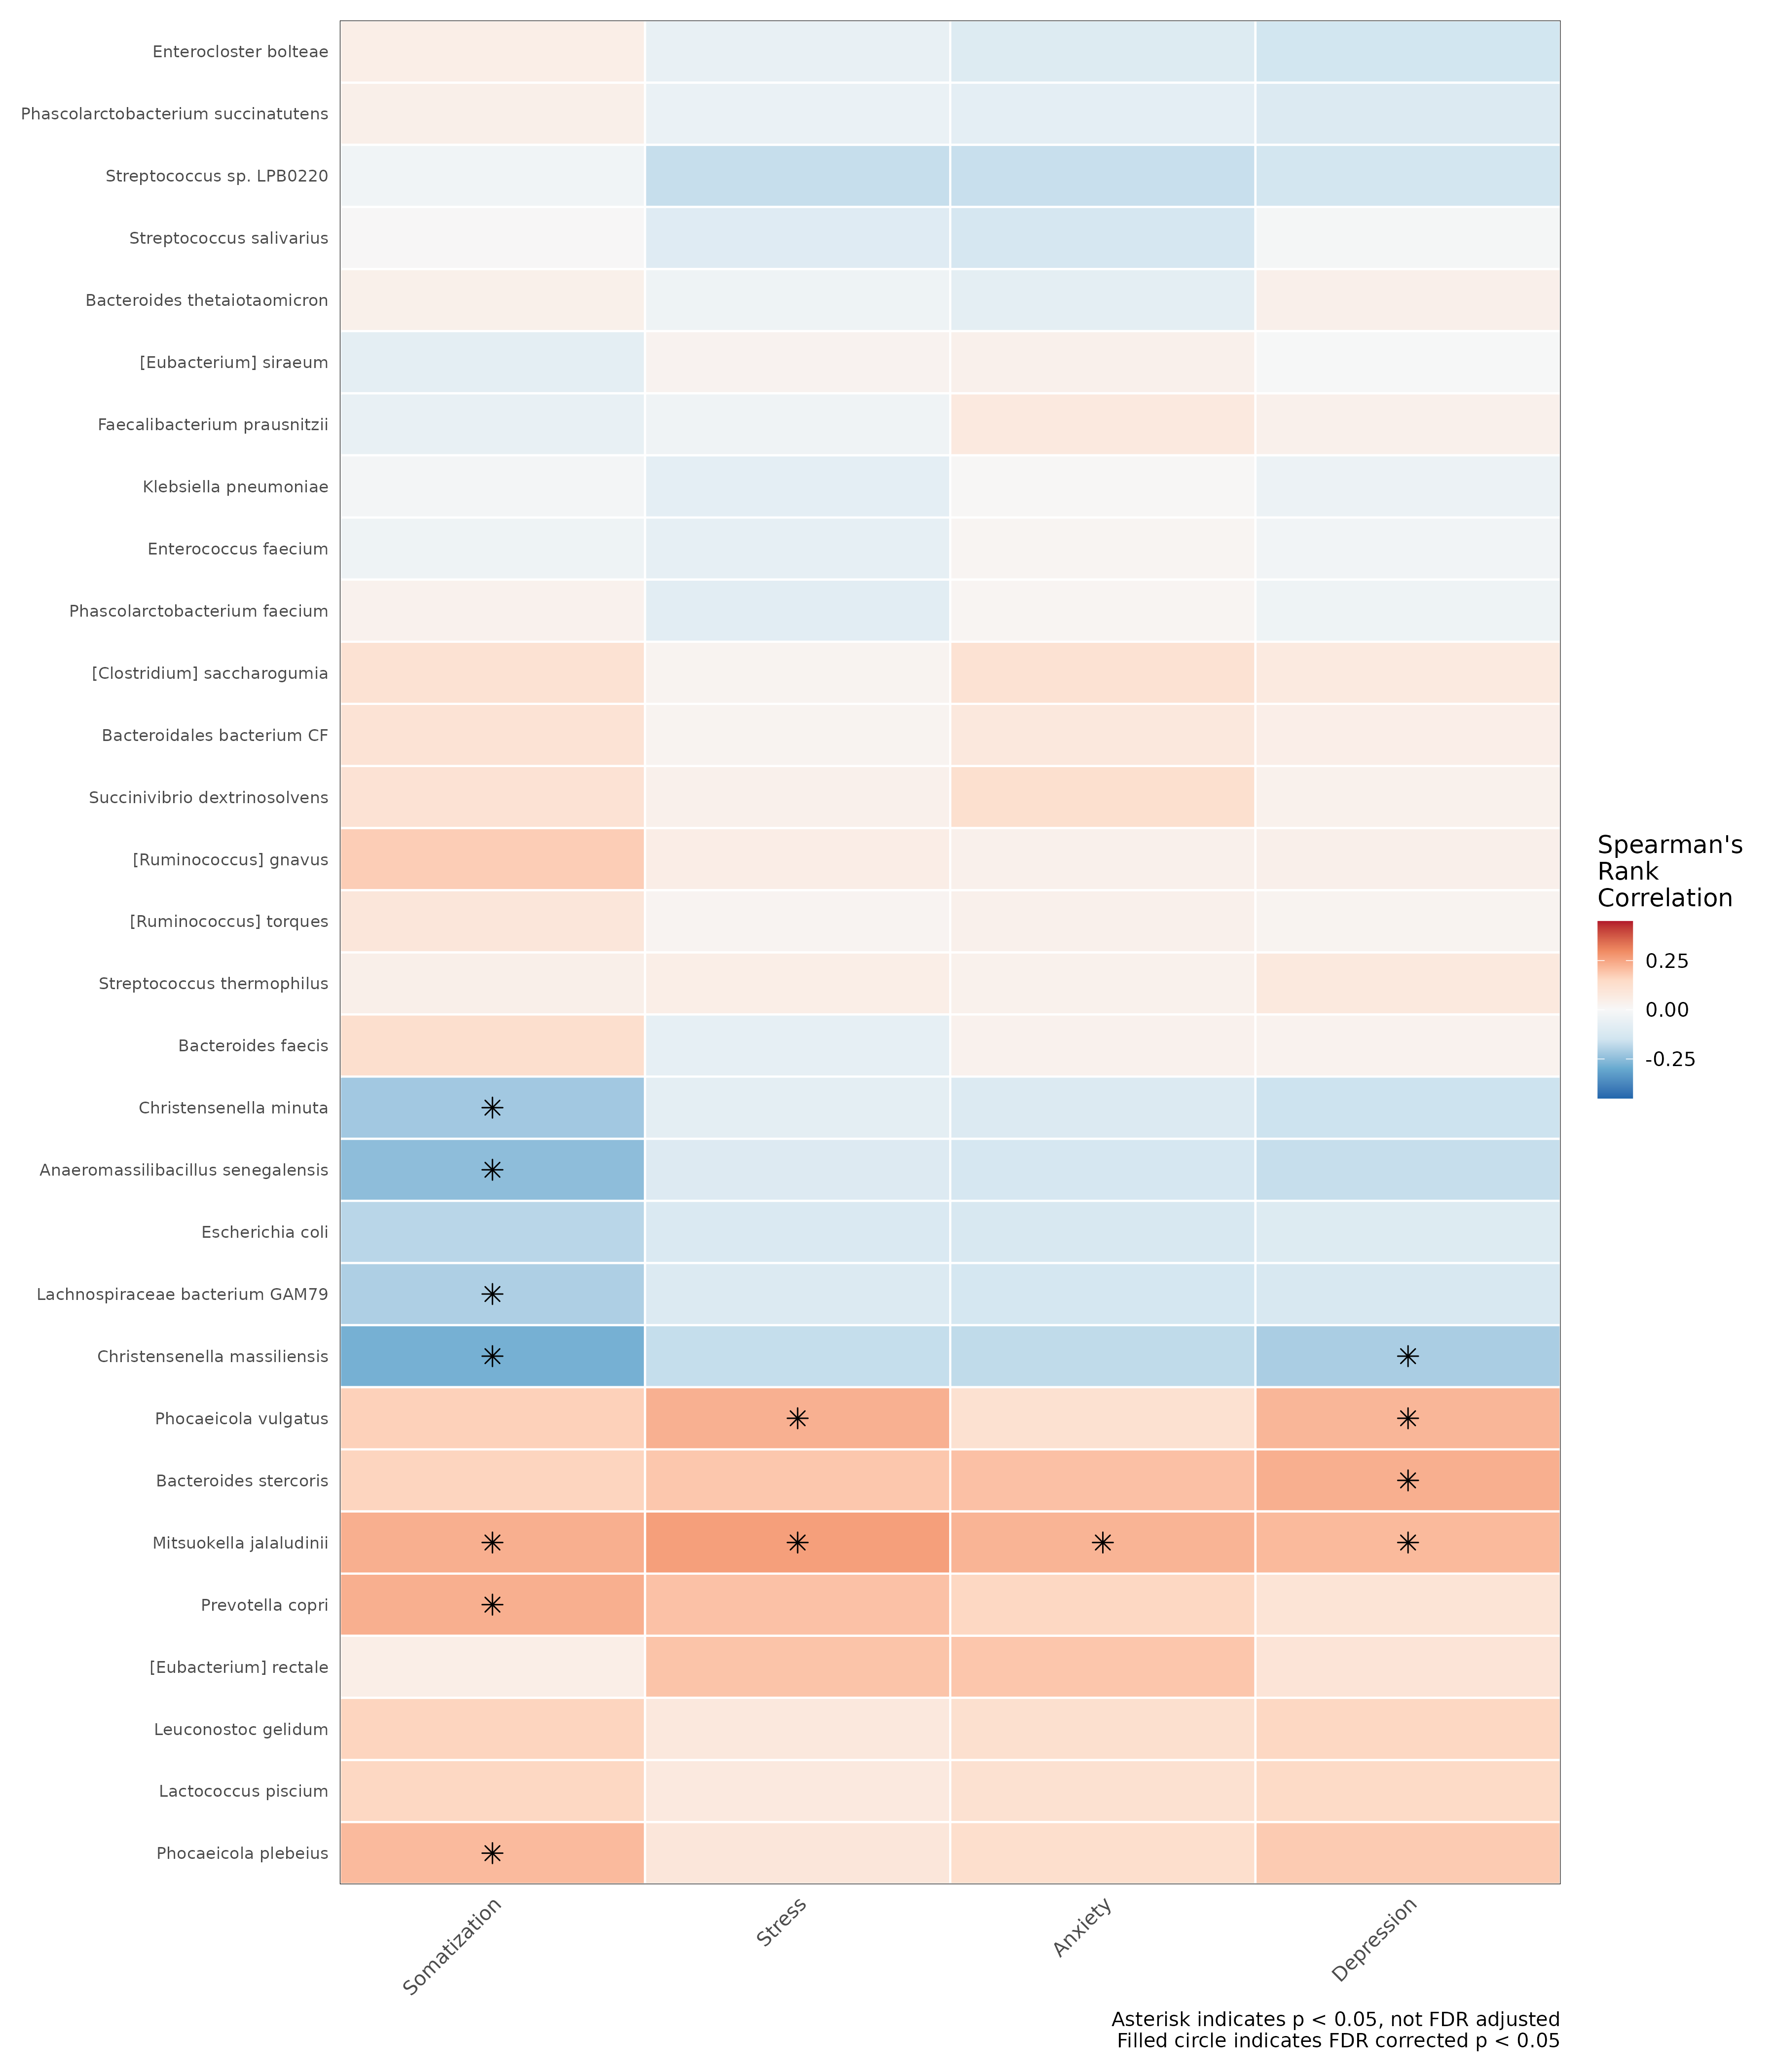 Enterocloster bolteae
Phascolarctobacterium succinatutens
Streptococcus sp. LPB0220
Streptococcus salivarius
Bacteroides thetaiotaomicron
[Eubacterium] siraeum
Faecalibacterium prausnitzii
Klebsiella pneumoniae
Enterococcus faecium
Phascolarctobacterium faecium
[Clostridium] saccharogumia
Bacteroidales bacterium CF
Succinivibrio dextrinosolvens
[Ruminococcus] gnavus
[Ruminococcus] torques
Streptococcus thermophilus
Bacteroides faecis
Christensenella minuta
Anaeromassilibacillus senegalensis
Escherichia coli
Lachnospiraceae bacterium GAM79
Christensenella massiliensis
Phocaeicola vulgatus
Bacteroides stercoris
Mitsuokella jalaludinii
Prevotella copri
[Eubacterium] rectale
Leuconostoc gelidum
Lactococcus piscium
Phocaeicola plebeius
Somatization
Stress
Anxiety
Depression
Spearman's
Rank
Correlation
0.25
0.00
-0.25
Asterisk indicates p < 0.05, not FDR adjusted
Filled circle indicates FDR corrected p < 0.05